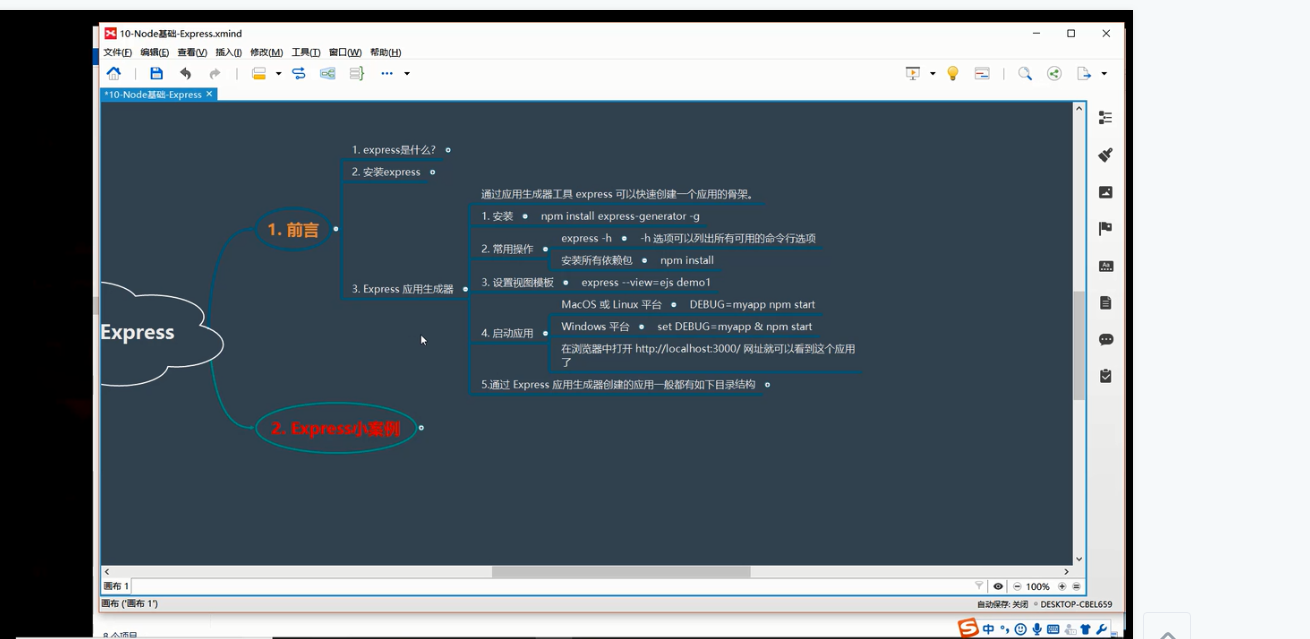 10-Node基础-Express.xmind
文件(F) 编辑(E) 查看(V) 插入(I) 修改(M) 工具(T) 窗口(W) 帮助(H)
*10-Node基础-Express
1. express是什么?
2. 安装express
通过应用生成器工具 express 可以快速创建一个应用的骨架。
1. 安装 npm install express-generator -g
1. 前言
express -h -h 选项可以列出所有可用的命令行选项
2. 常用操作
安装所有依赖包 npm install
3. 设置视图模板 express --view=ejs demo1
3. Express 应用生成器
MacOS 或 Linux 平台 DEBUG=myapp npm start
Windows 平台 set DEBUG=myapp & npm start
Express
4. 启动应用
在浏览器中打开 http://localhost:3000/ 网址就可以看到这个应用
了
5.通过 Express 应用生成器创建的应用一般都有如下目录结构
2. Express小案例
画布 1
100%
画布 ('画布 1')
自动保存: 关闭 DESKTOP-CBEL659
8 个项目
中